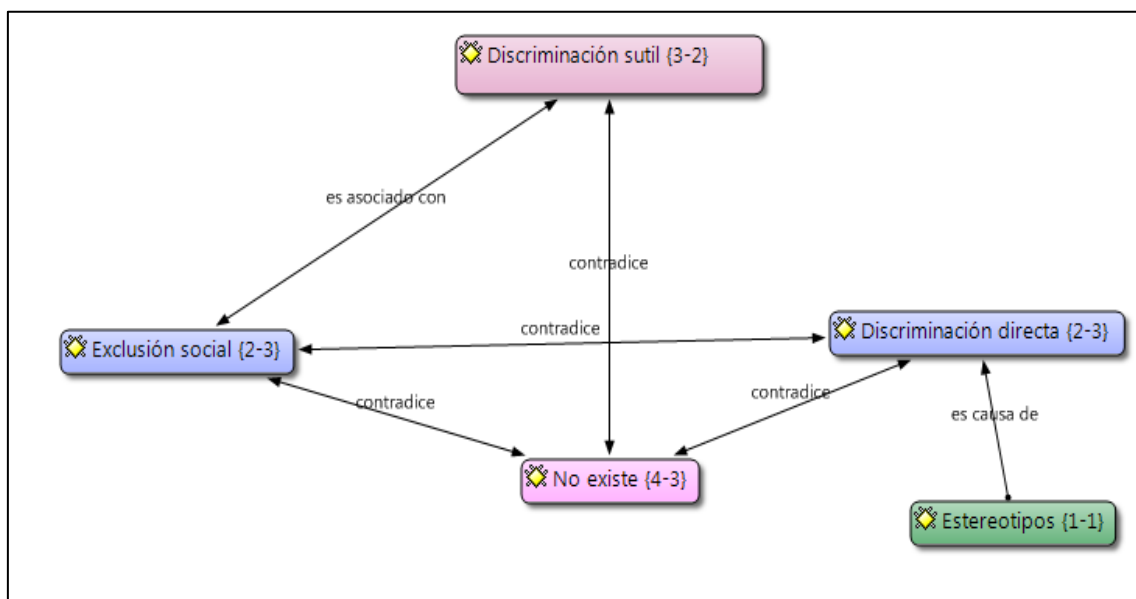 Discriminación sutil {3-2}
es asociado con
contradice
contradice
Exclusión social {2-3}
Discriminación directa {2-3}
contradice
contradice
es causa de
No existe {4-3}
Estereotipos {1-1}